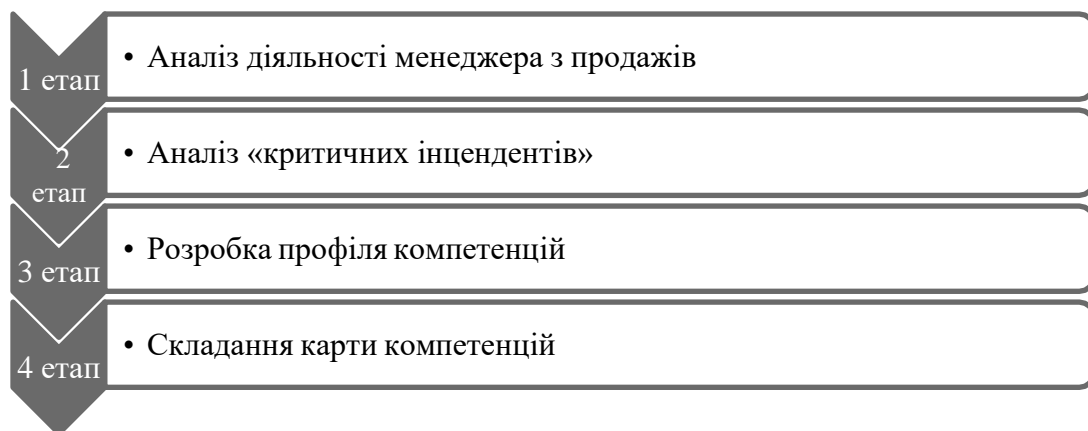 1 етап
• Аналіз діяльності менеджера з продажів
2
етап
• Аналіз «критичних інцендентів»
3 етап
• Розробка профіля компетенцій
4 етап
• Складання карти компетенцій